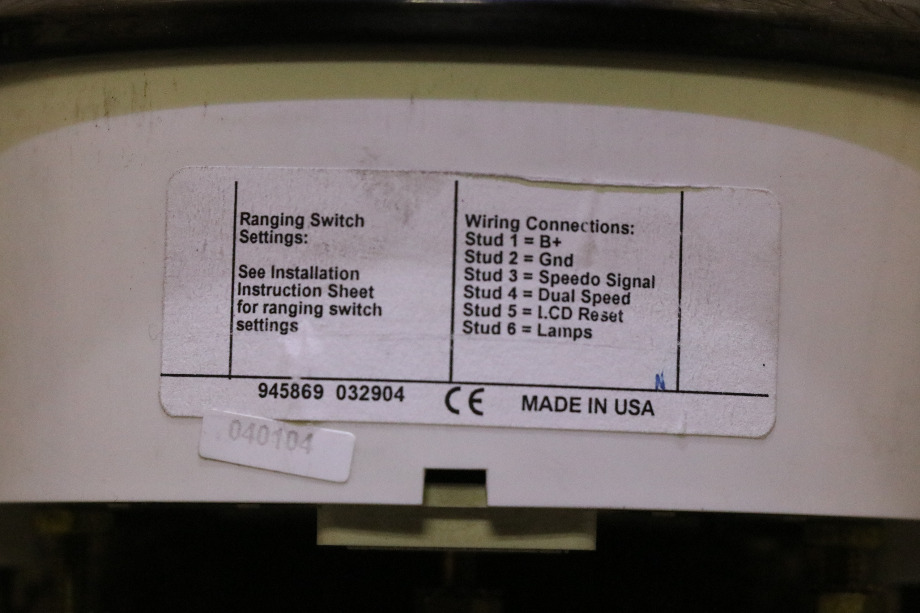 Ranging Switch
Settings:
See Installation
Instruction Sheet
for ranging switch
settings
Wiring Connections:
Stud 1 = B+
Stud 2 = Gnd
Stud 3 = Speedo Signal
Stud 4 = Dual Speed
Stud 5 = LCD Reset
Stud 6 = Lamps
N
945869 032904
CE
MADE IN USA
040104